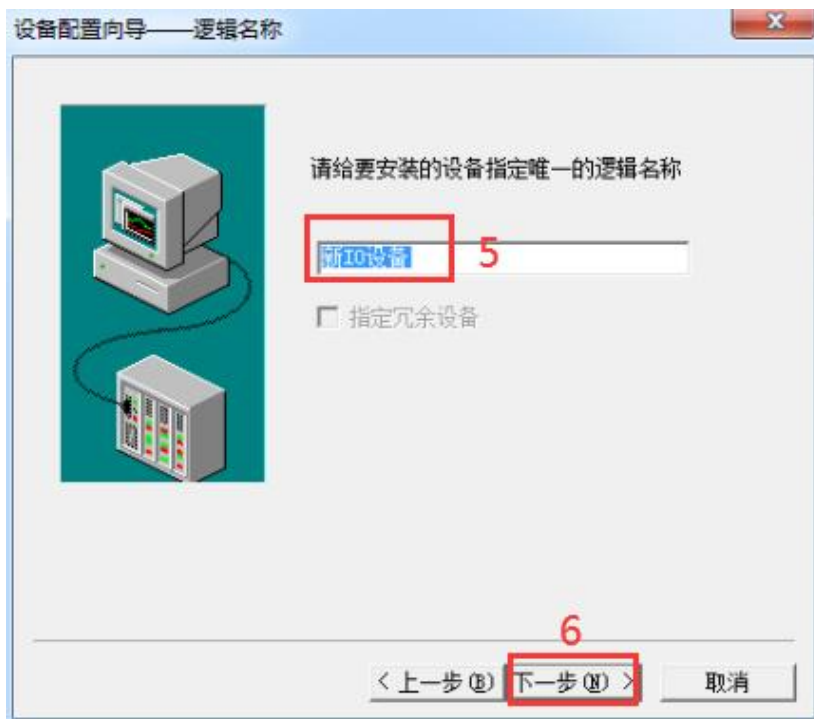 设备配置向导——逻辑名称
请给要安装的设备指定唯一的逻辑名称
新IO设备 5
指定冗余设备
6
<上一步(B) 下一步(N)> 取消